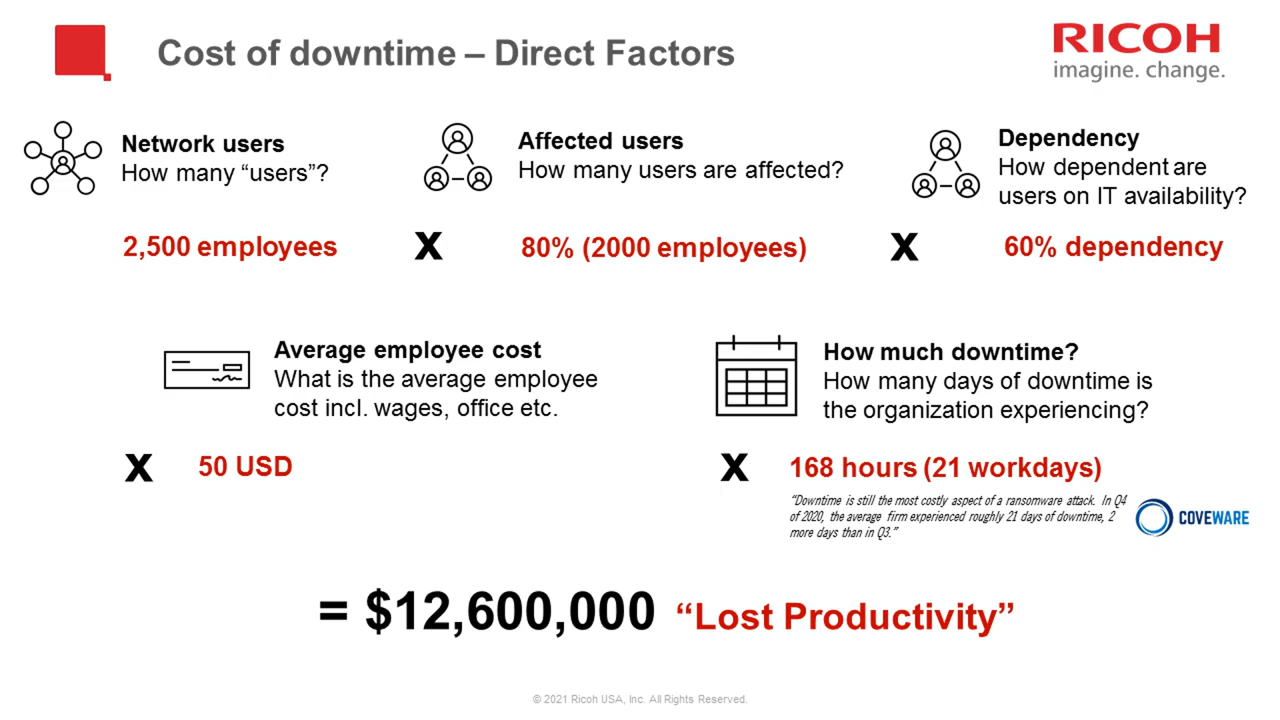 Cost of downtime – Direct Factors
RICOH
imagine. change.
Network users
How many “users”?
2,500 employees
X
Affected users
How many users are affected?
80% (2000 employees)
X
Dependency
How dependent are
users on IT availability?
60% dependency
Average employee cost
What is the average employee
cost incl. wages, office etc.
X
50 USD
How much downtime?
How many days of downtime is
the organization experiencing?
X
168 hours (21 workdays)
“Downtime is still the most costly aspect of a ransomware attack. In Q4
of 2020, the average firm experienced roughly 21 days of downtime, 2
more days than in Q3.”
COVEWARE
= $12,600,000 “Lost Productivity”
© 2021 Ricoh USA, Inc. All Rights Reserved.